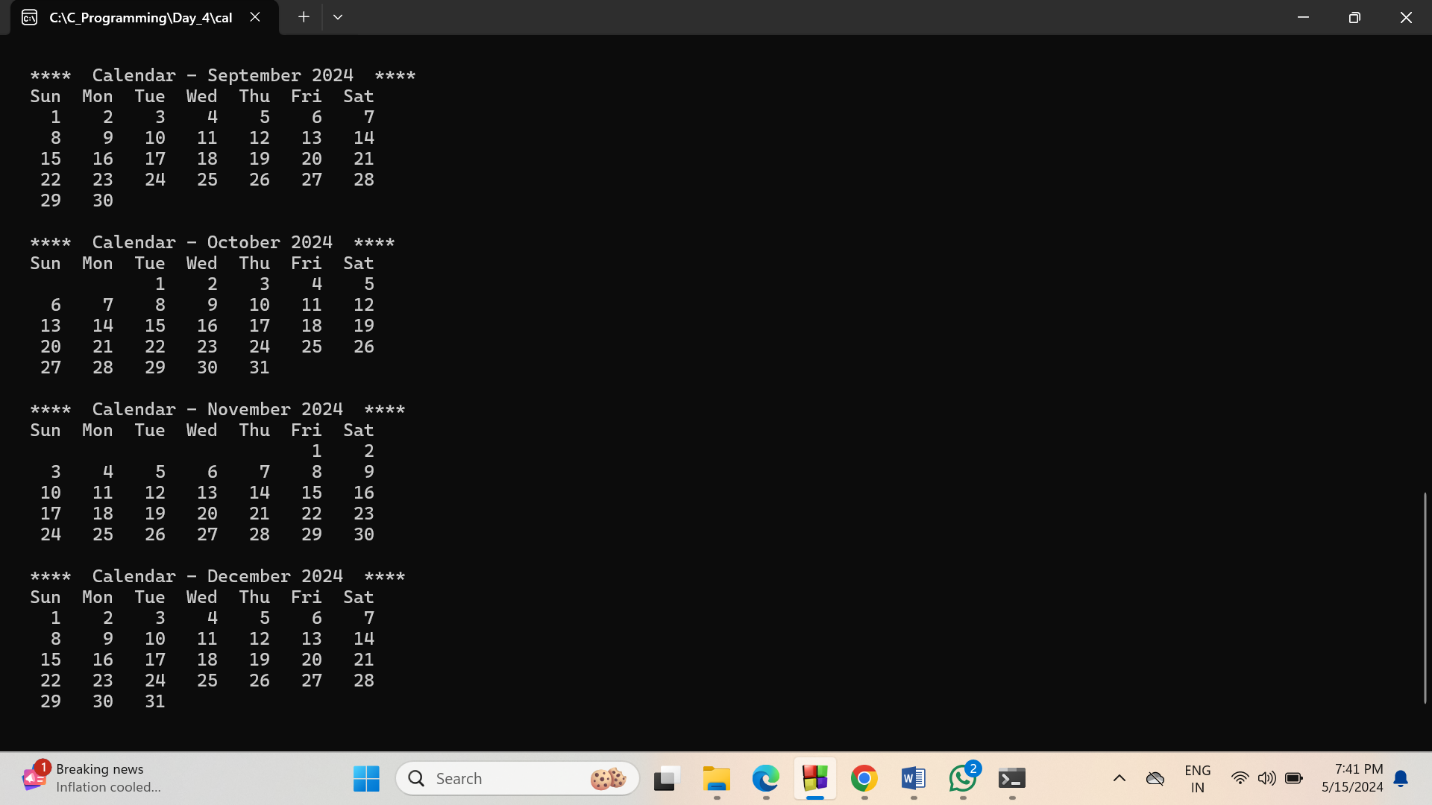 C:\C_Programming\Day_4\cal
**** Calendar - September 2024 ****
Sun Mon Tue Wed Thu Fri Sat
1 2 3 4 5 6 7
8 9 10 11 12 13 14
15 16 17 18 19 20 21
22 23 24 25 26 27 28
29 30
**** Calendar - October 2024 ****
Sun Mon Tue Wed Thu Fri Sat
1 2 3 4 5
6 7 8 9 10 11 12
13 14 15 16 17 18 19
20 21 22 23 24 25 26
27 28 29 30 31
**** Calendar - November 2024 ****
Sun Mon Tue Wed Thu Fri Sat
1 2
3 4 5 6 7 8 9
10 11 12 13 14 15 16
17 18 19 20 21 22 23
24 25 26 27 28 29 30
**** Calendar - December 2024 ****
Sun Mon Tue Wed Thu Fri Sat
1 2 3 4 5 6 7
8 9 10 11 12 13 14
15 16 17 18 19 20 21
22 23 24 25 26 27 28
29 30 31
1
Breaking news
Inflation cooled...
Search
2
ENG
IN
7:41 PM
5/15/2024